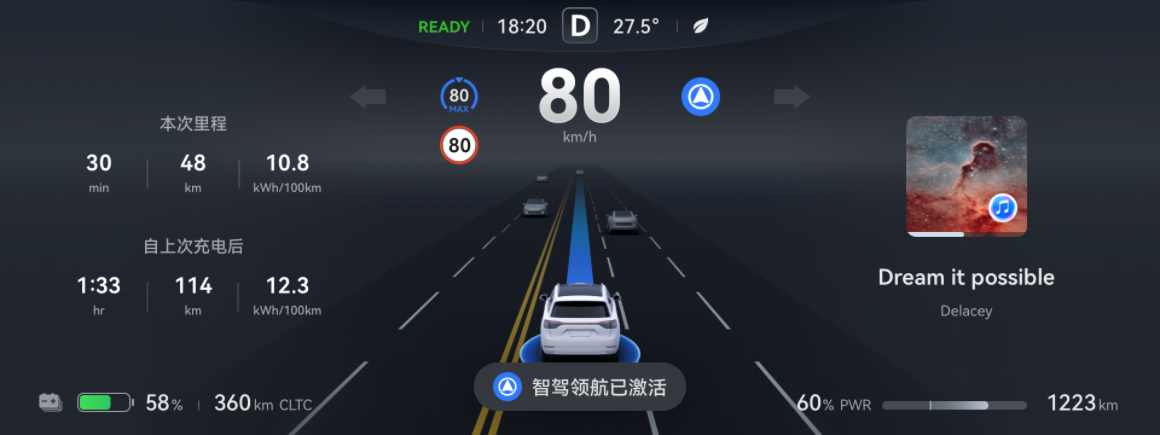 READY 18:20 D 27.5°
80 MAX
80
km/h
80
本次里程
30 min
48 km
10.8 kWh/100km
自上次充电后
1:33 hr
114 km
12.3 kWh/100km
Dream it possible
Delacey
智驾领航已激活
58% 360 km CLTC
60% PWR 1223 km